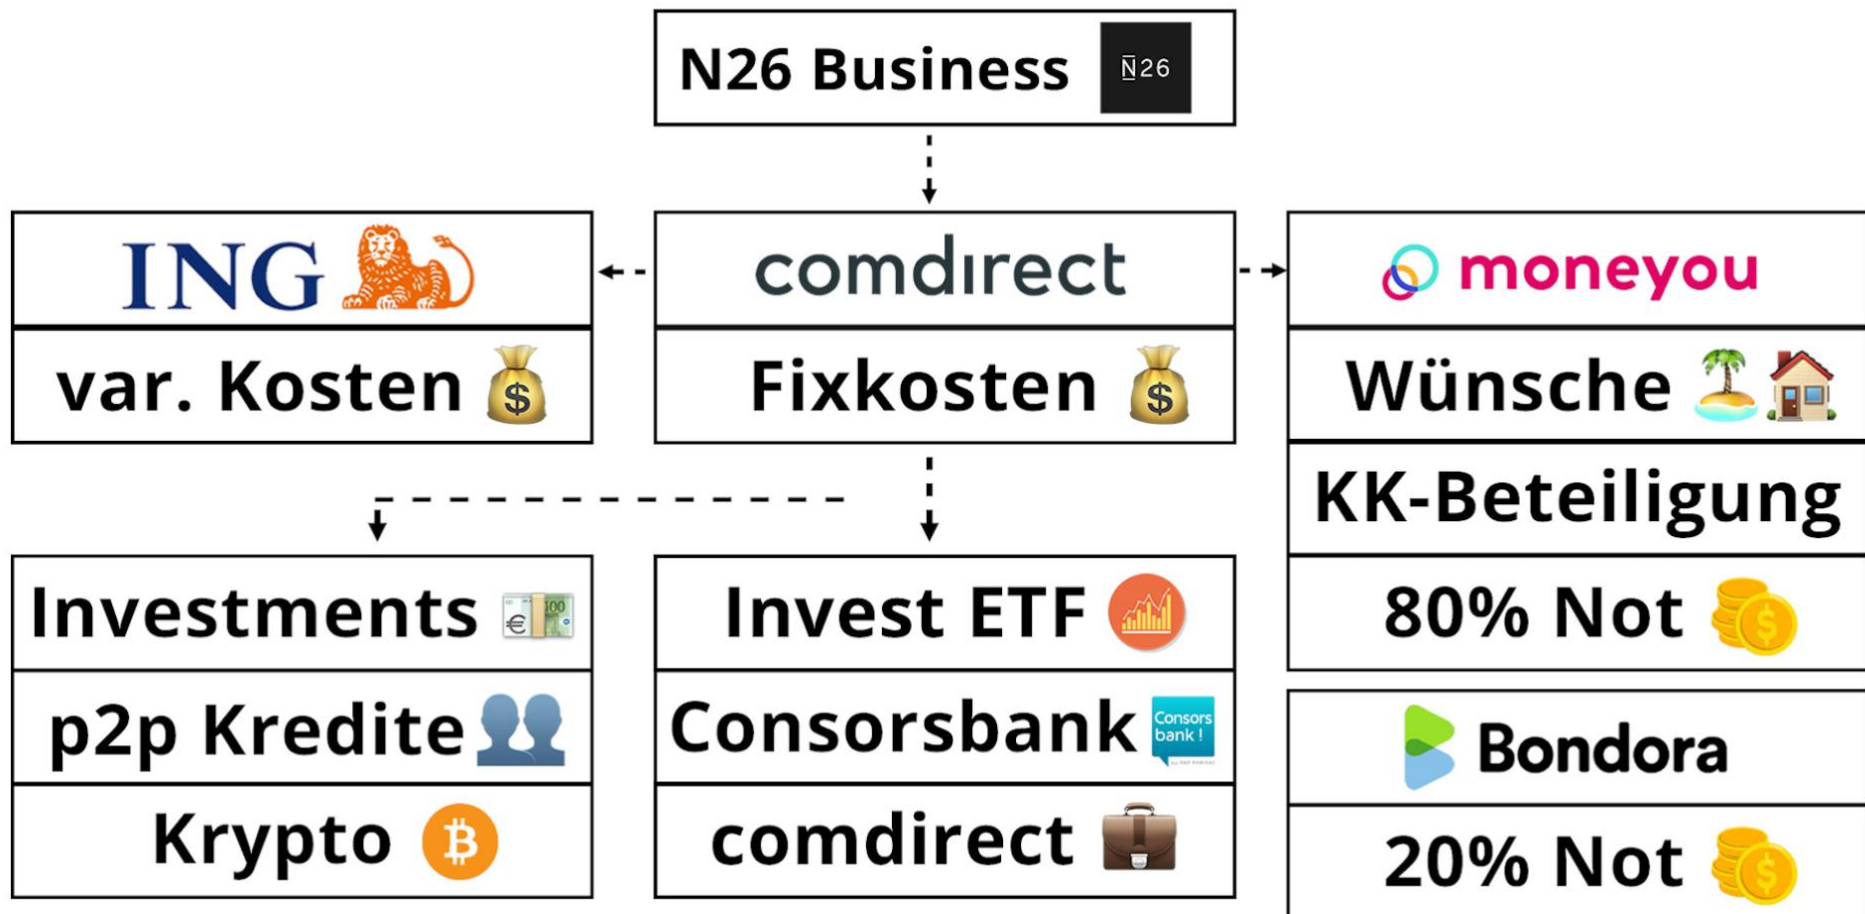 N26 Business N26
ING
comdirect
moneyou
var. Kosten
Fixkosten
Wünsche
KK-Beteiligung
80% Not
Investments
p2p Kredite
Krypto
Invest ETF
Consorsbank Consors bank!
comdirect
Bondora
20% Not